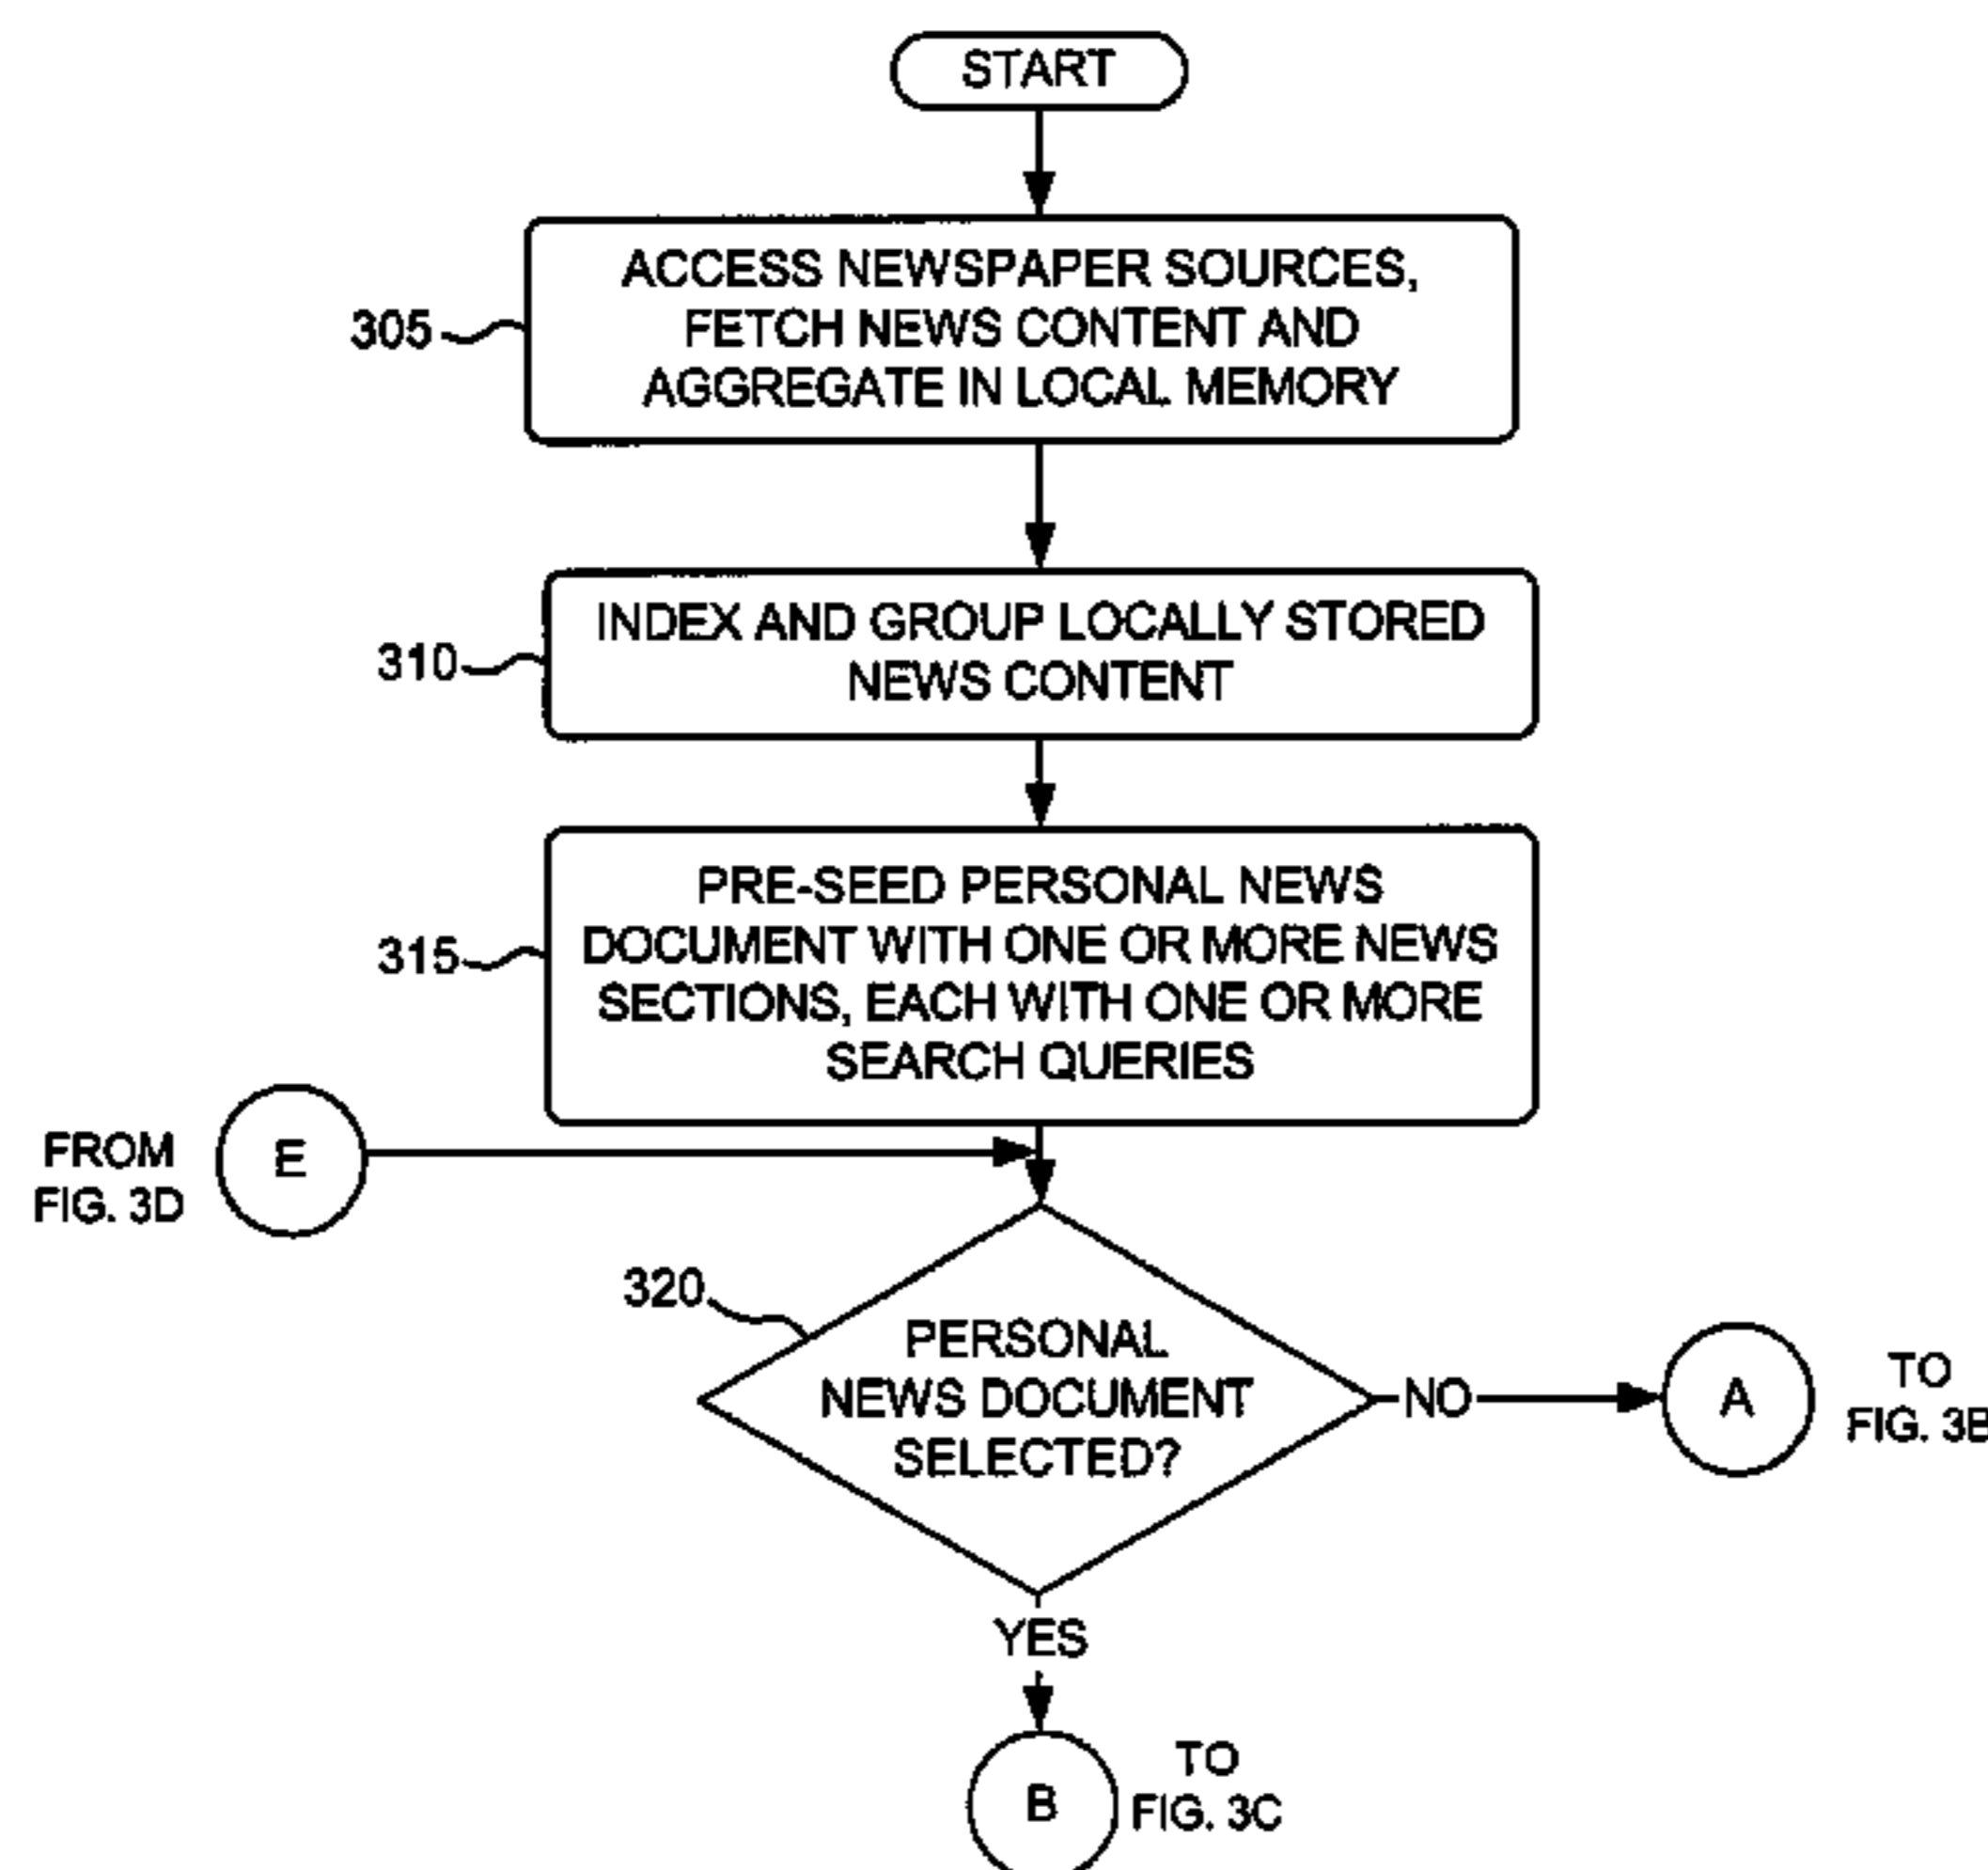 START
ACCESS NEWSPAPER SOURCES,
FETCH NEWS CONTENT AND
AGGREGATE IN LOCAL MEMORY
305
INDEX AND GROUP LOCALLY STORED
NEWS CONTENT
310
PRE-SEED PERSONAL NEWS
DOCUMENT WITH ONE OR MORE NEWS
SECTIONS, EACH WITH ONE OR MORE
SEARCH QUERIES
315
FROM
FIG. 3D
E
320
PERSONAL
NEWS DOCUMENT
SELECTED?
NO
A
TO
FIG. 3B
YES
B
TO
FIG. 3C